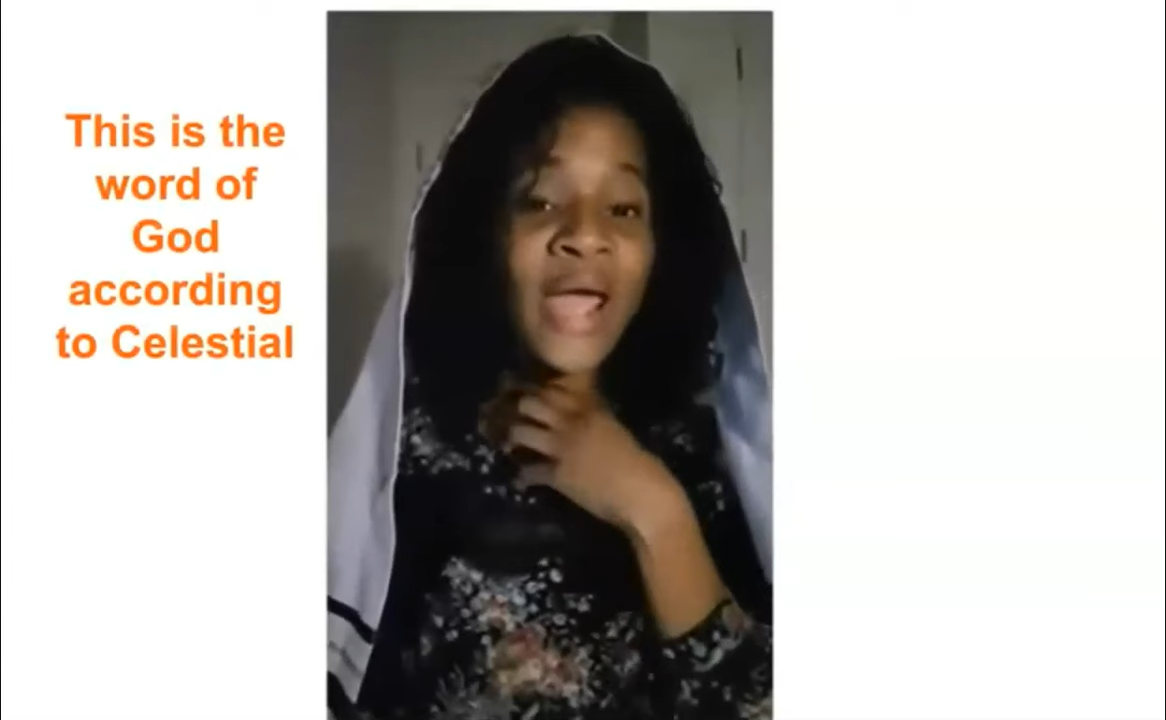 This is the
word of
God
according
to Celestial